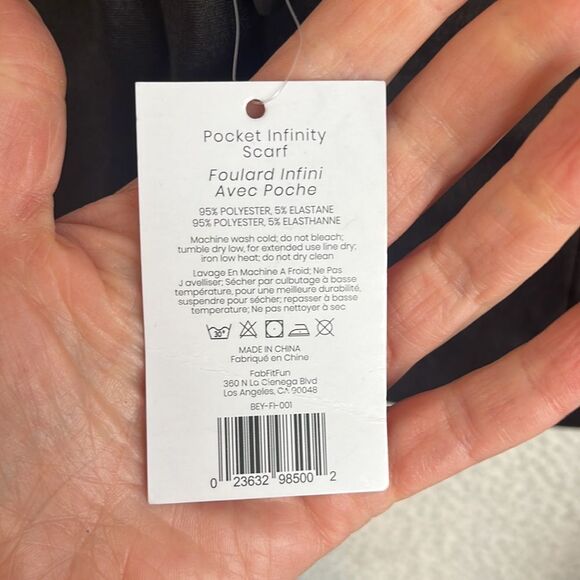 Pocket Infinity
Scarf
Foulard Infini
Avec Poche
95% POLYESTER, 5% ELASTANE
95% POLYESTER, 5% ELASTHANNE
Machine wash cold; do not bleach;
tumble dry low, for extended use line dry;
iron low heat; do not dry clean
Lavage En Machine A Froid; Ne Pas
J avelliser; Sécher par culbutage à basse
température, pour une meilleure durabilité,
suspendre pour sécher; repasser à basse
temperature; Ne pas nettoyer à sec
30°
MADE IN CHINA
Fabriqué en Chine
FabFitFun
360 N La Cienega Blvd
Los Angeles, CA 90048
BEY-FI-001
0 23632 98500 2